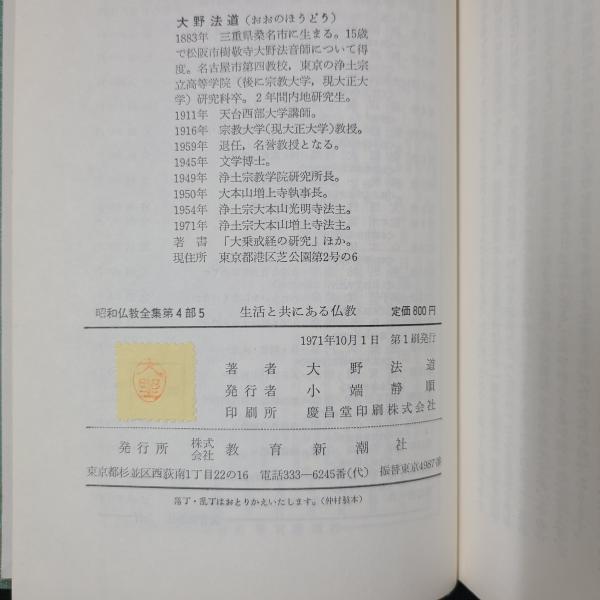 大野法道(おおのほうどう)
1883年 三重県桑名市に生まる。15歳
で松阪市樹敬寺大野法音師について得
度。名古屋市第四教校,東京の浄土宗
立高等学院(後に宗教大学,現大正大
学)研究科卒。2年間内地研究生。
1911年 天台西部大学講師。
1916年 宗教大学(現大正大学)教授。
1959年 退任,名誉教授となる。
1945年 文学博士。
1949年 浄土宗教学院研究所長。
1950年 大本山増上寺執事長。
1954年 浄土宗大本山光明寺法主。
1971年 浄土宗大本山増上寺法主。
著書 「大乗戒経の研究」ほか。
現住所 東京都港区芝公園第2号の6
昭和仏教全集第4部5 生活と共にある仏教 定価800円
1971年10月1日 第1刷発行
著者 大野法道
発行者 小端静順
印刷所 慶昌堂印刷株式会社
発行所 株式会社 教育新潮社
東京都杉並区西荻南1丁目22の16 電話333―6245番(代) 振替東京4987
落丁・乱丁はおとりかえいたします。(仲村製本)